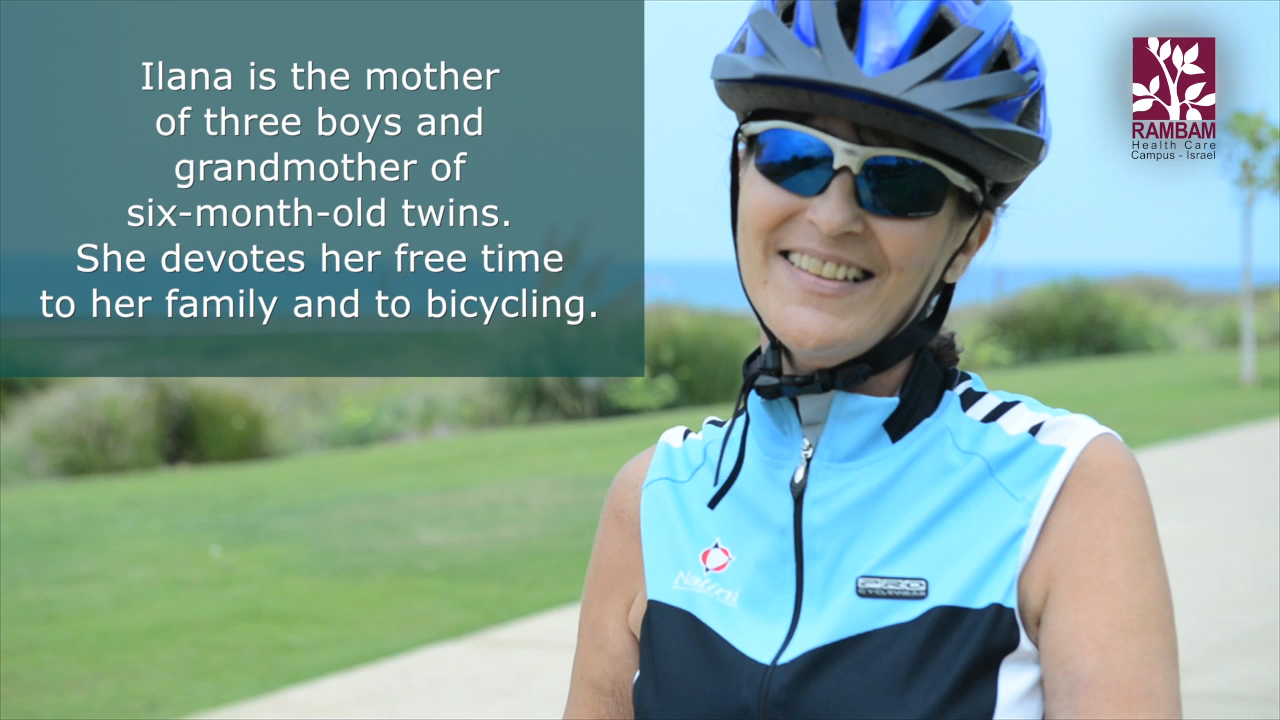 Ilana is the mother
of three boys and
grandmother of
six-month-old twins.
She devotes her free time
to her family and to bicycling.
RAMBAM
Health Care
Campus - Israel
PRO
CYCLEWEAR